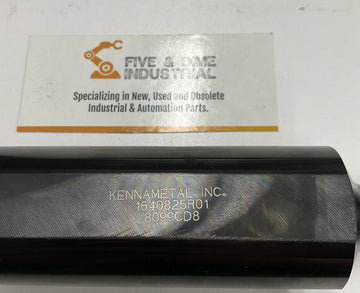 FIVE & DIME
INDUSTRIAL
Specializing in New, Used and Obsolete
Industrial & Automation Parts.
KENNAMETAL, INC.
1640825R01
8099CD8